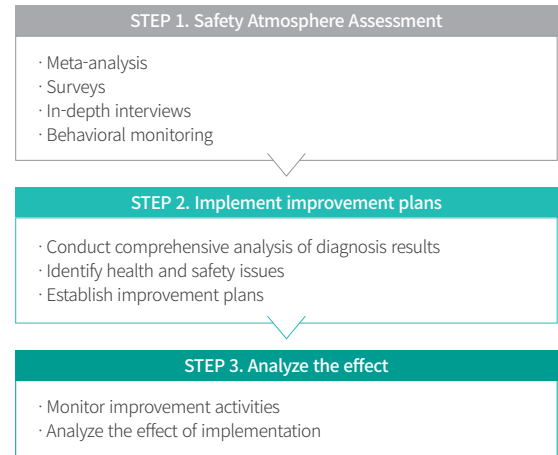 STEP 1. Safety Atmosphere Assessment
· Meta-analysis
· Surveys
· In-depth interviews
· Behavioral monitoring
STEP 2. Implement improvement plans
· Conduct comprehensive analysis of diagnosis results
· Identify health and safety issues
· Establish improvement plans
STEP 3. Analyze the effect
· Monitor improvement activities
· Analyze the effect of implementation